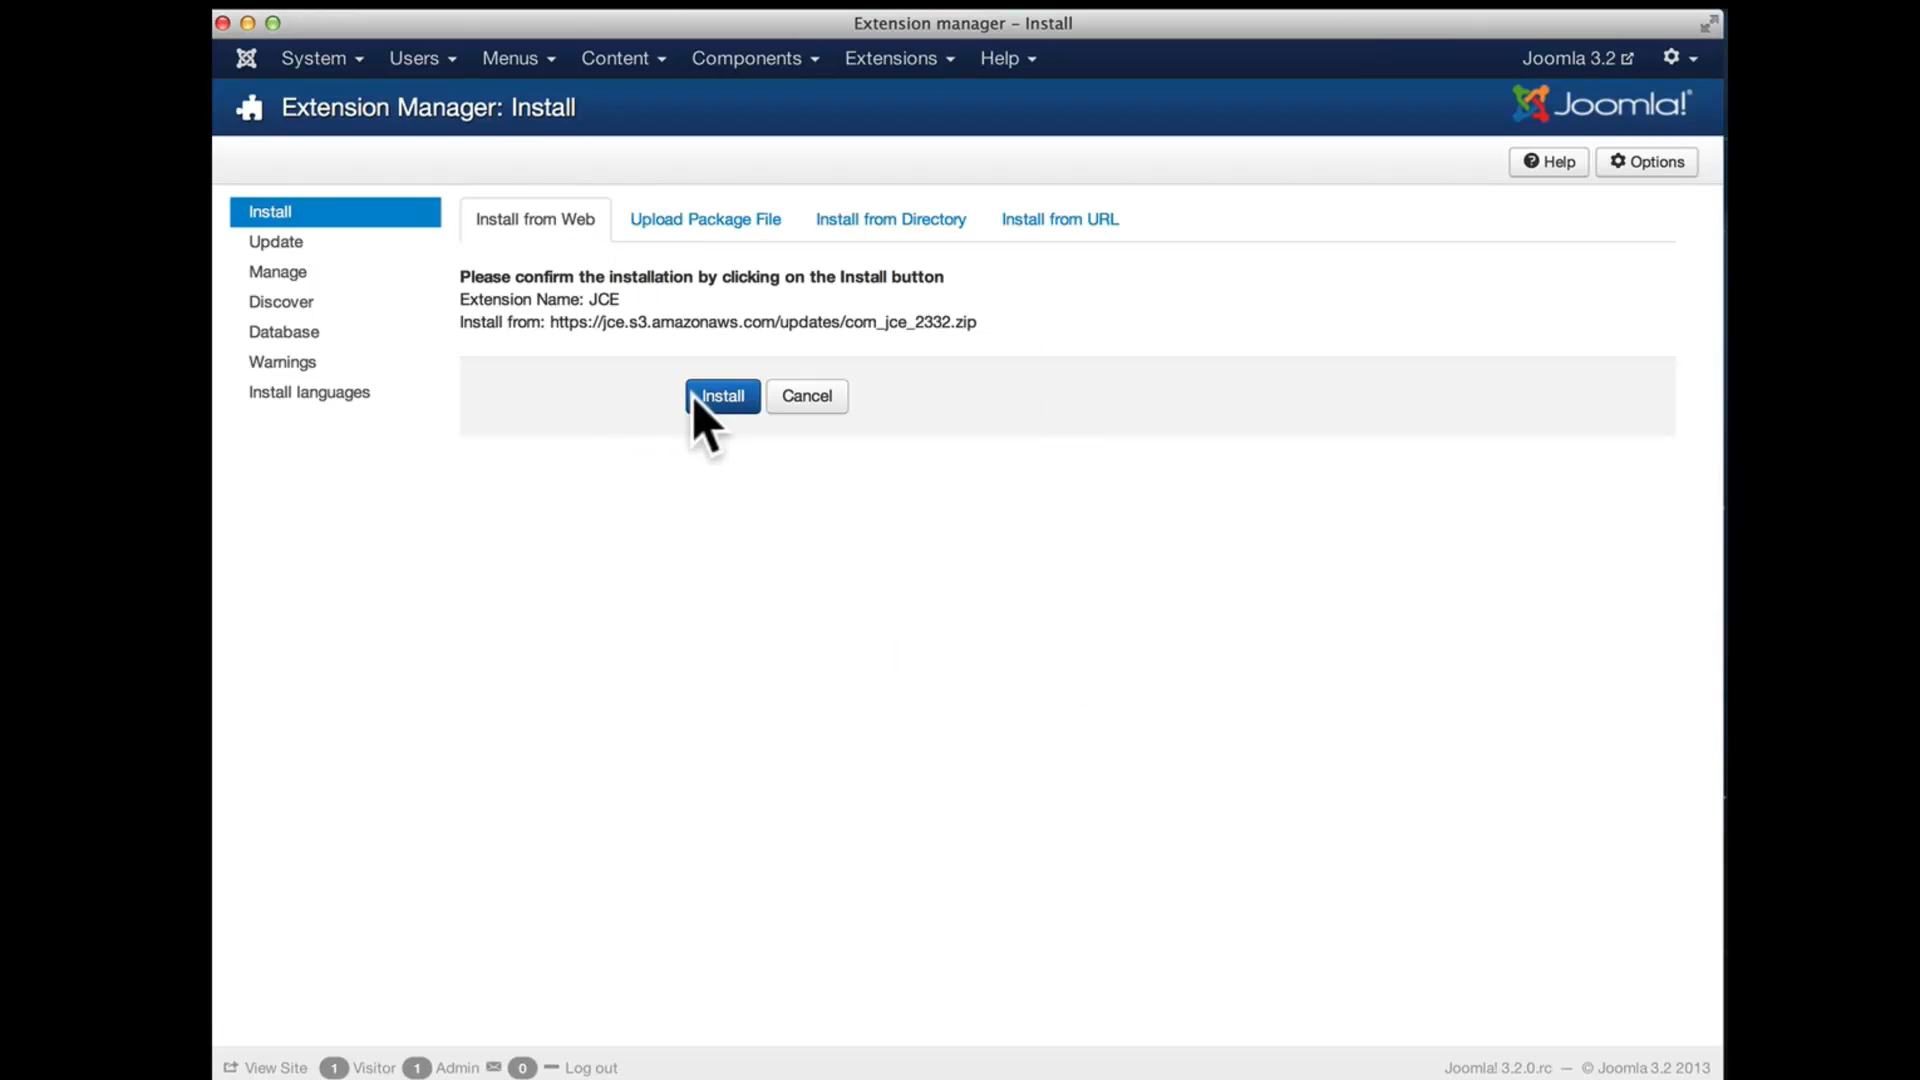 Extension manager – Install
System Users Menus Content Components Extensions Help Joomla 3.2
Extension Manager: Install Joomla!®
Help Options
Install
Update
Manage
Discover
Database
Warnings
Install languages
Install from Web Upload Package File Install from Directory Install from URL
Please confirm the installation by clicking on the Install button
Extension Name: JCE
Install from: https://jce.s3.amazonaws.com/updates/com_jce_2332.zip
Install Cancel
View Site 1 Visitor 1 Admin 0 Log out Joomla! 3.2.0.rc — © Joomla 3.2 2013